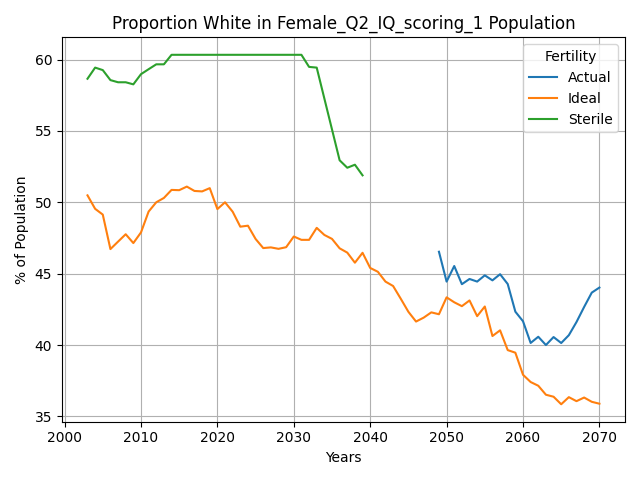 Proportion White in Female_Q2_IQ_scoring_1 Population
Fertility
Actual
Ideal
Sterile
% of Population
60
55
50
45
40
35
2000
2010
2020
2030
2040
2050
2060
2070
Years